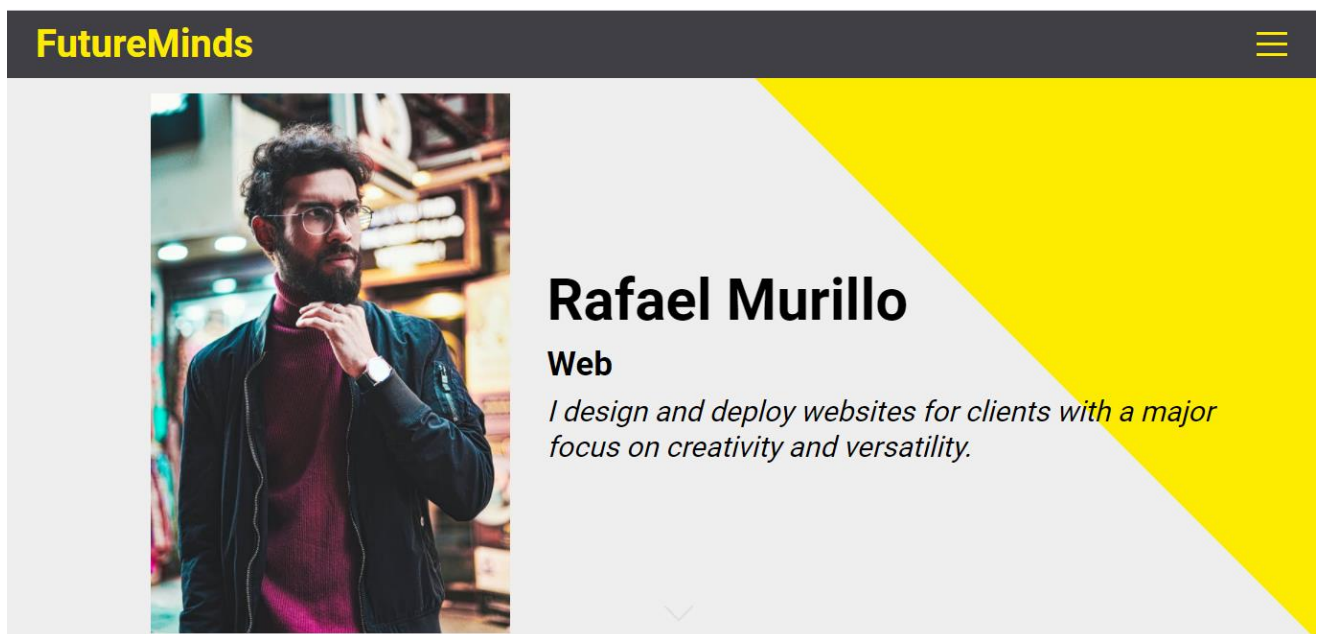 FutureMinds
Rafael Murillo
Web
I design and deploy websites for clients with a major
focus on creativity and versatility.